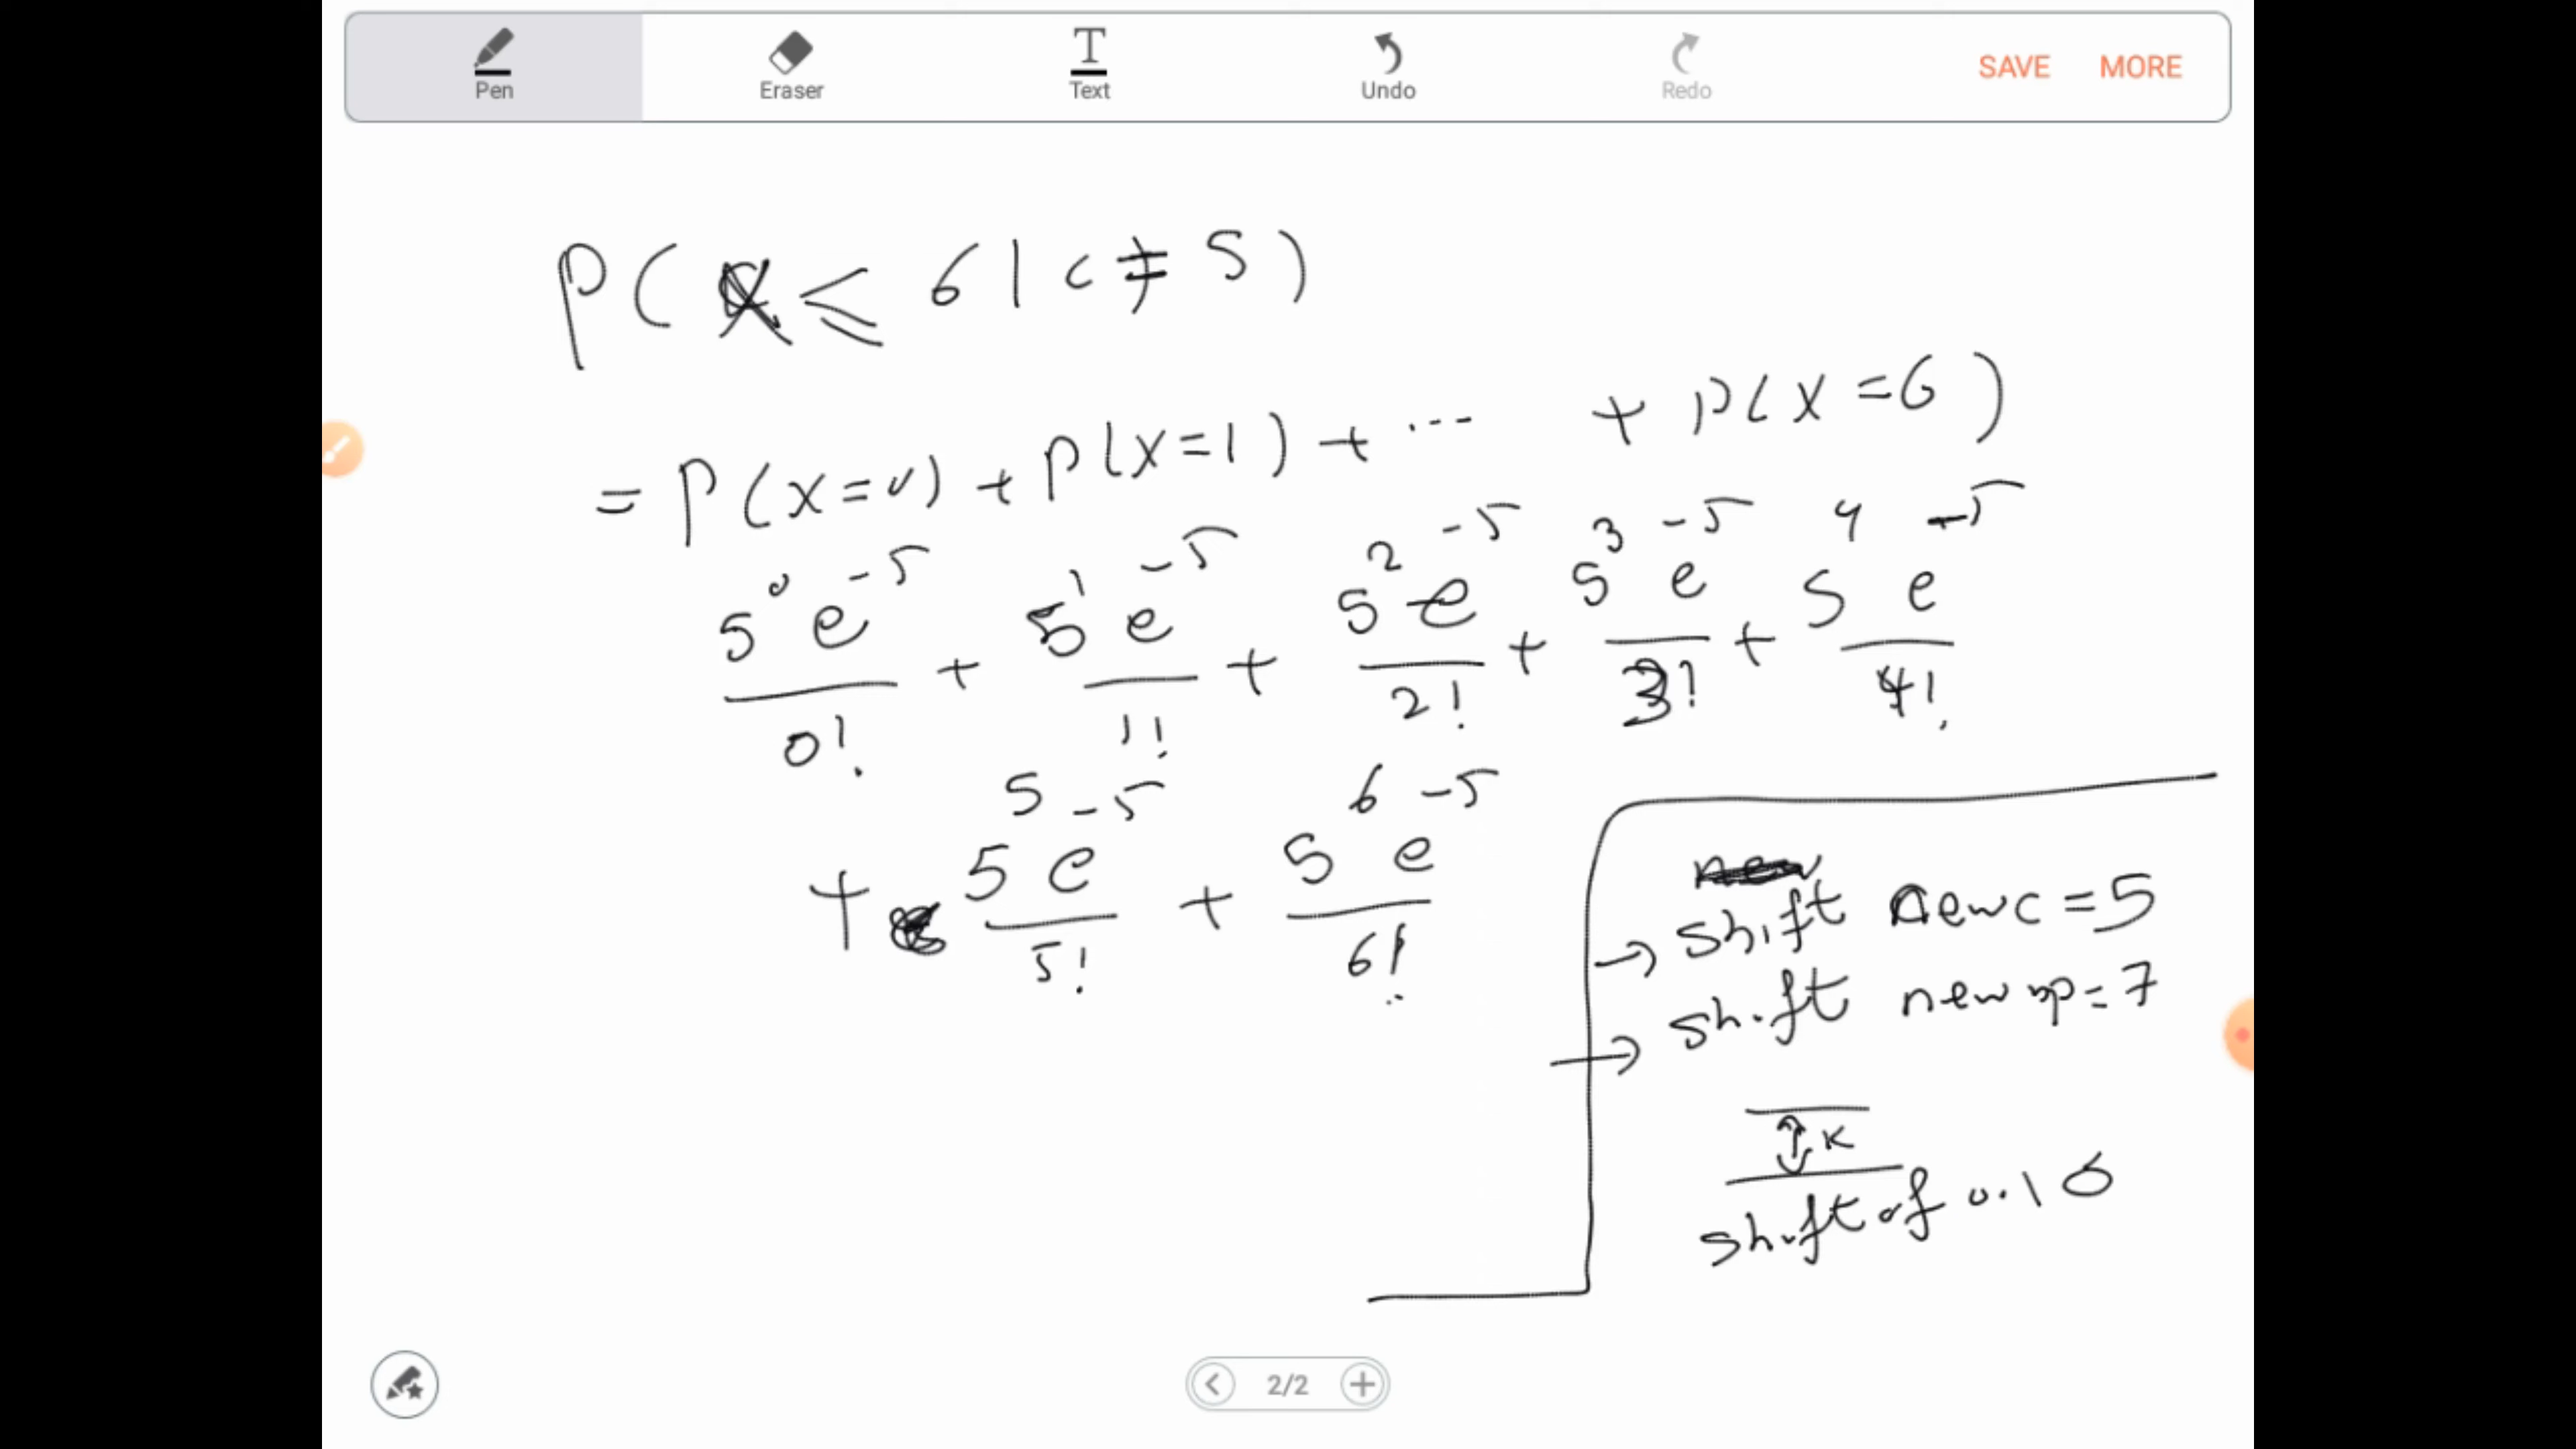 Pen Eraser Text Undo Redo SAVE MORE
P( X ≤ 6 | c = 5 )
= P(x=0) + P(x=1) + ... + P(x=6)
5^0 e^-5 / 0! + 5^1 e^-5 / 1! + 5^2 e^-5 / 2! + 5^3 e^-5 / 3! + 5^4 e^-5 / 4!
+ 5^5 e^-5 / 5! + 5^6 e^-5 / 6!
→ shift new c = 5
→ shift new np = 7
K
shift of 0.1 σ
2/2